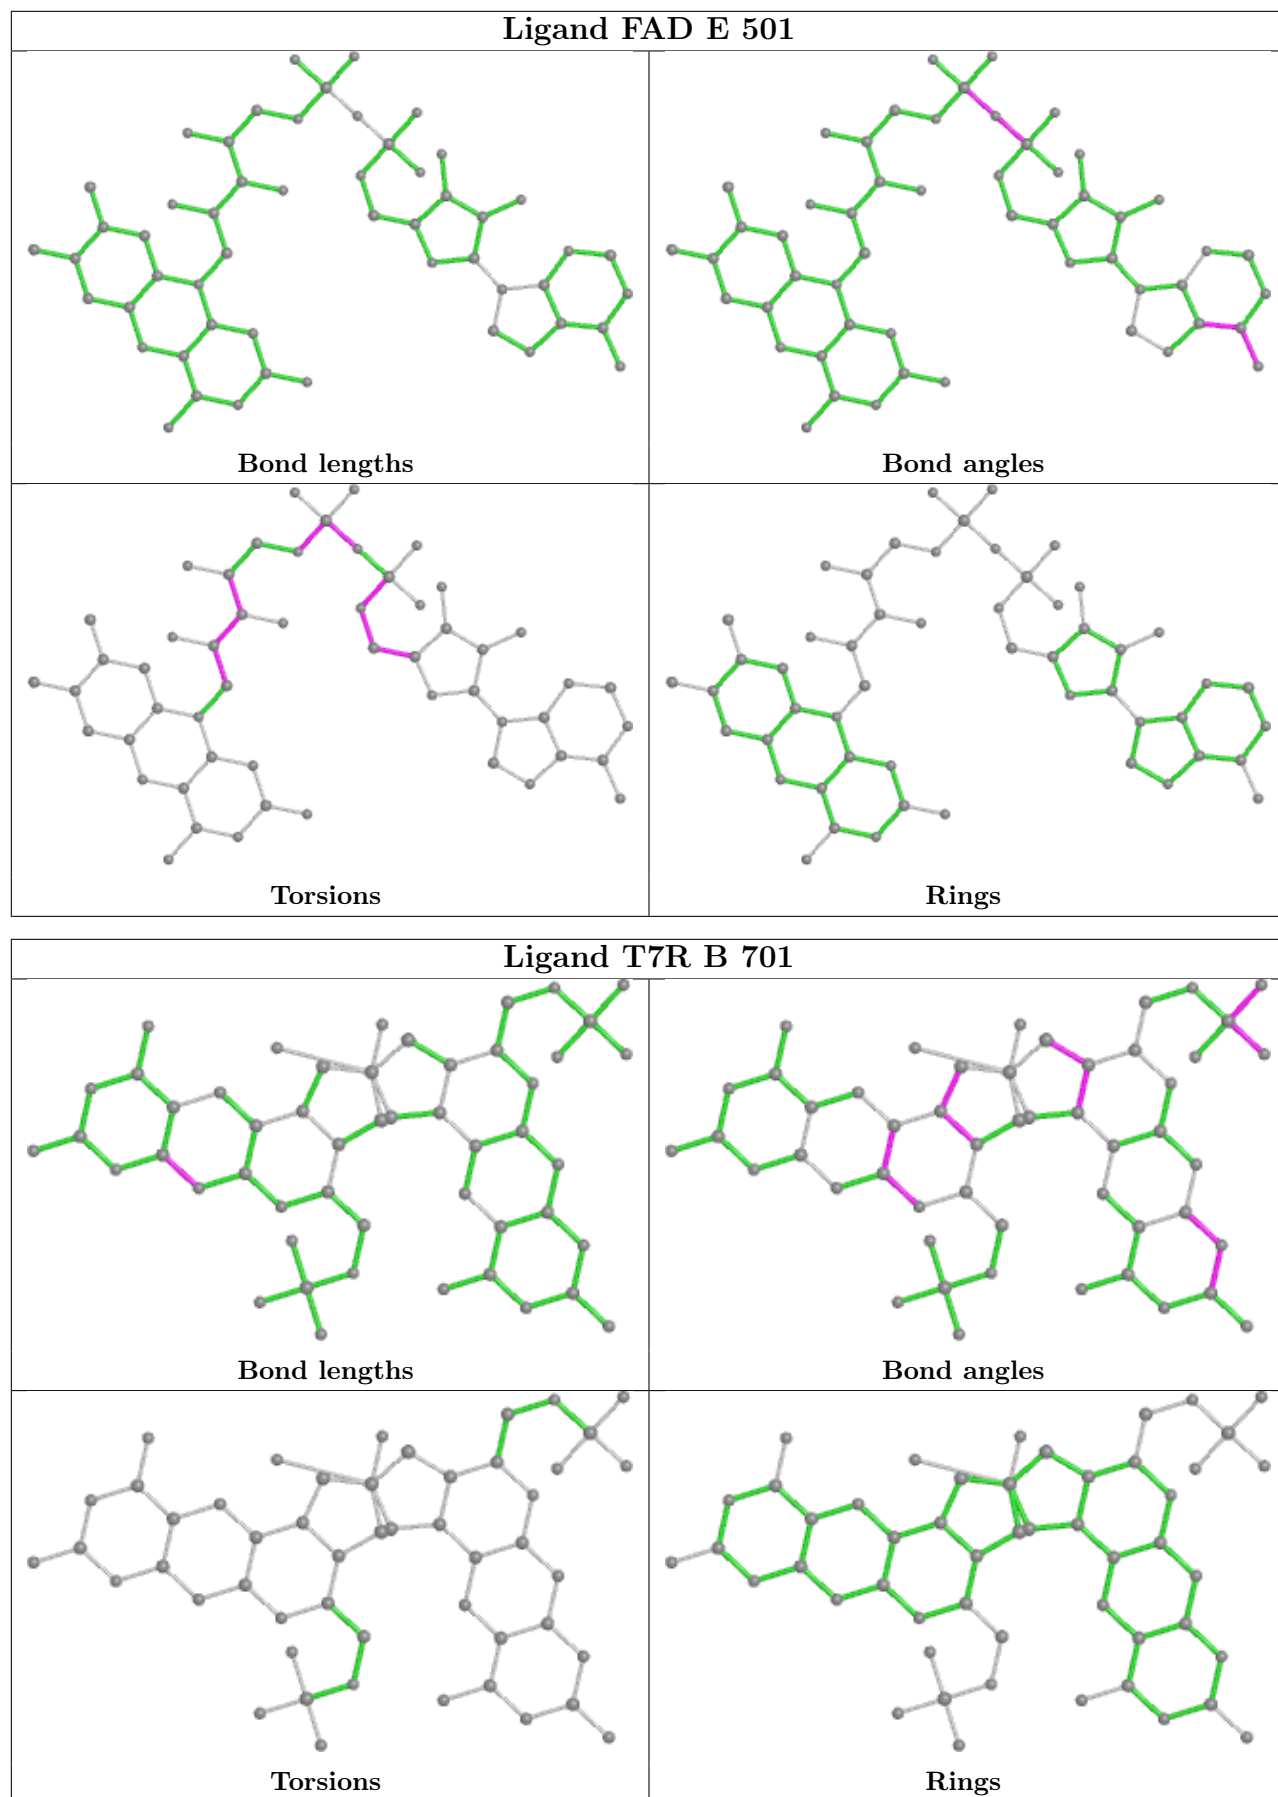 Ligand FAD E 501
Bond lengths
Bond angles
Torsions
Rings
Ligand T7R B 701
Bond lengths
Bond angles
Torsions
Rings